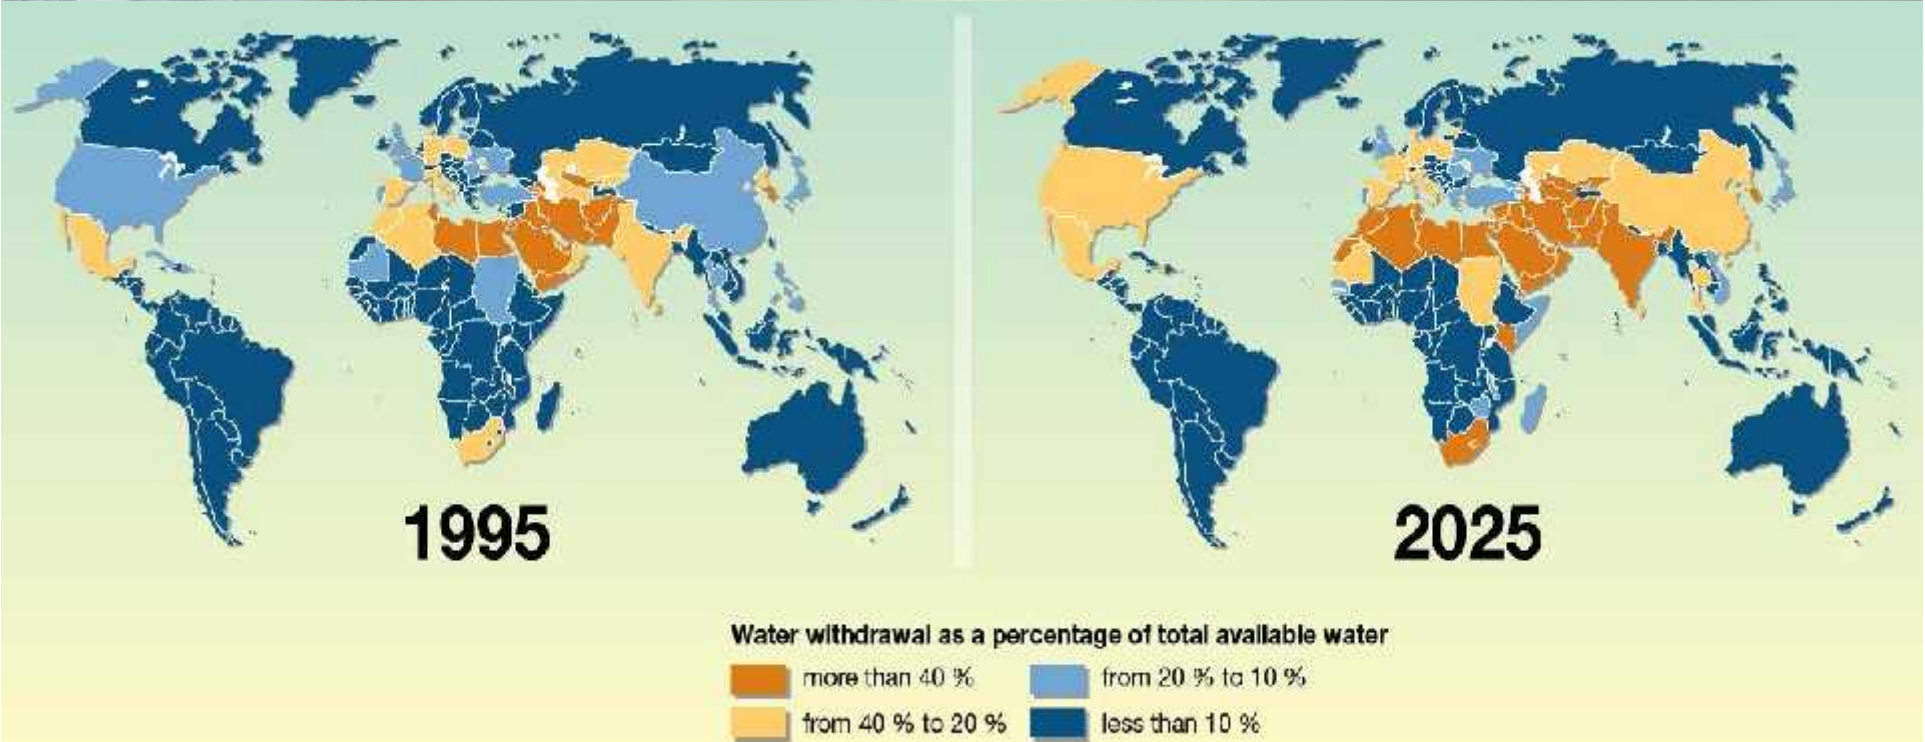 1995
2025
Water withdrawal as a percentage of total available water
more than 40 %
from 20 % to 10 %
from 40 % to 20 %
less than 10 %